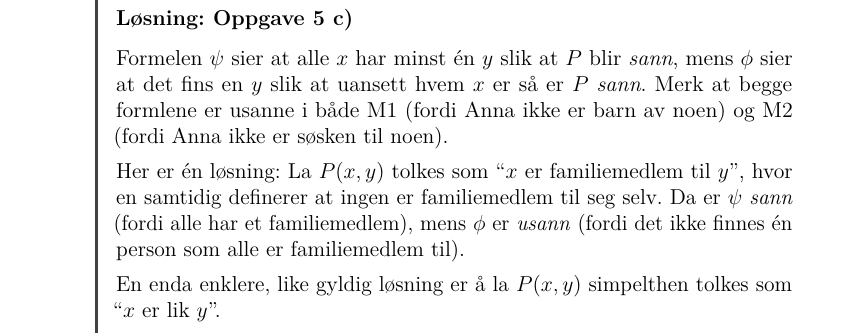 Løsning: Oppgave 5 c)
Formelen ψ sier at alle x har minst én y slik at P blir sann, mens ϕ sier
at det fins en y slik at uansett hvem x er så er P sann. Merk at begge
formlene er usanne i både M1 (fordi Anna ikke er barn av noen) og M2
(fordi Anna ikke er søsken til noen).
Her er én løsning: La P(x, y) tolkes som “x er familiemedlem til y”, hvor
en samtidig definerer at ingen er familiemedlem til seg selv. Da er ψ sann
(fordi alle har et familiemedlem), mens ϕ er usann (fordi det ikke finnes én
person som alle er familiemedlem til).
En enda enklere, like gyldig løsning er å la P(x, y) simpelthen tolkes som
“x er lik y”.